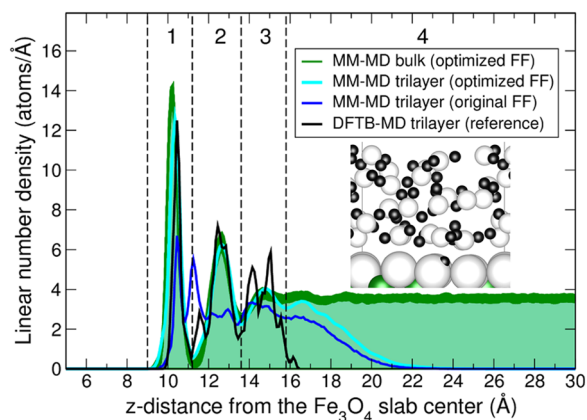 Linear number density (atoms/Å)
16
14
12
10
8
6
4
2
0
1 2 3 4
MM-MD bulk (optimized FF)
MM-MD trilayer (optimized FF)
MM-MD trilayer (original FF)
DFTB-MD trilayer (reference)
6 8 10 12 14 16 18 20 22 24 26 28 30
z-distance from the Fe₃O₄ slab center (Å)